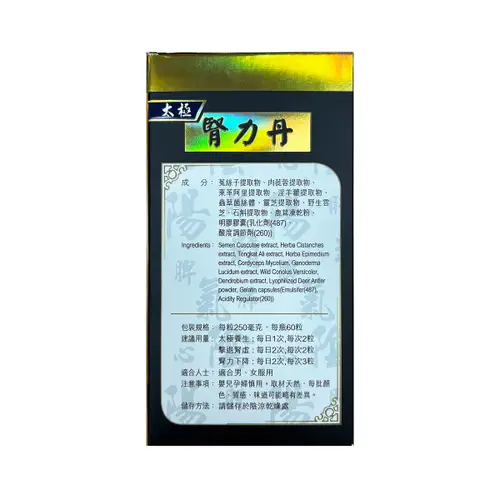 太極
腎力丹
成 分：菟絲子提取物、肉蓯蓉提取物、
東革阿里提取物、淫羊藿提取物、
蟲草菌絲體、靈芝提取物、野生雲
芝、石斛提取物、鹿茸凍乾粉。
明膠膠囊(乳化劑(487)
酸度調節劑(260))
Ingredients : Semen Cuscutae extract, Herba Cistanches
extract, Tongkat Ali extract, Herba Epimedium
extract, Cordyceps Mycelium, Ganoderma
Lucidum extract, Wild Coriolus Versicolor,
Dendrobium extract, Lyophilized Deer Antler
powder, Gelatin capsules(Emulsifer(487),
Acidity Regulator(260))
包裝規格：每粒250毫克，每瓶60粒
建議用量：太極養生：每日1次,每次2粒
擊退腎虛：每日2次,每次2粒
腎力下降：每日2次,每次3粒
適合人士：適合男、女服用
注意事項：嬰兒孕婦慎用。取材天然，每批顏
色、質感、味道可能略有差異。
儲存方法：請儲存於陰涼乾燥處